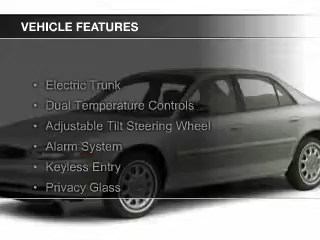 VEHICLE FEATURES
• Electric Trunk
• Dual Temperature Controls
• Adjustable Tilt Steering Wheel
• Alarm System
• Keyless Entry
• Privacy Glass